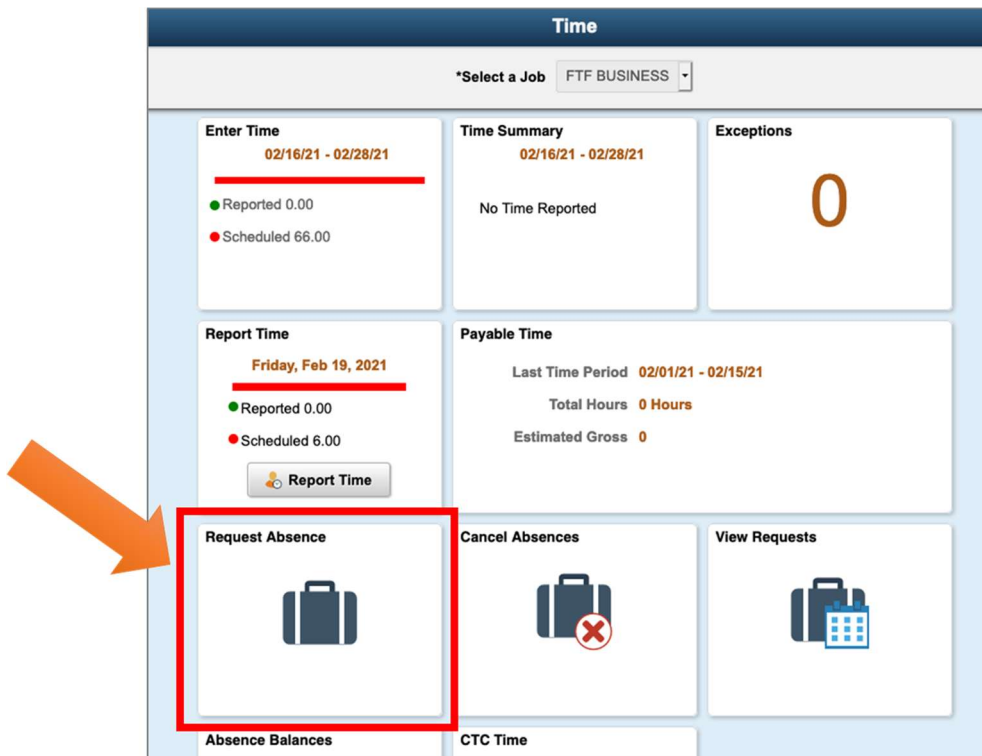 Time
*Select a Job FTF BUSINESS
Enter Time
02/16/21 - 02/28/21
Reported 0.00
Scheduled 66.00
Time Summary
02/16/21 - 02/28/21
No Time Reported
Exceptions
0
Report Time
Friday, Feb 19, 2021
Reported 0.00
Scheduled 6.00
Report Time
Payable Time
Last Time Period 02/01/21 - 02/15/21
Total Hours 0 Hours
Estimated Gross 0
Request Absence
Cancel Absences
View Requests
Absence Balances
CTC Time